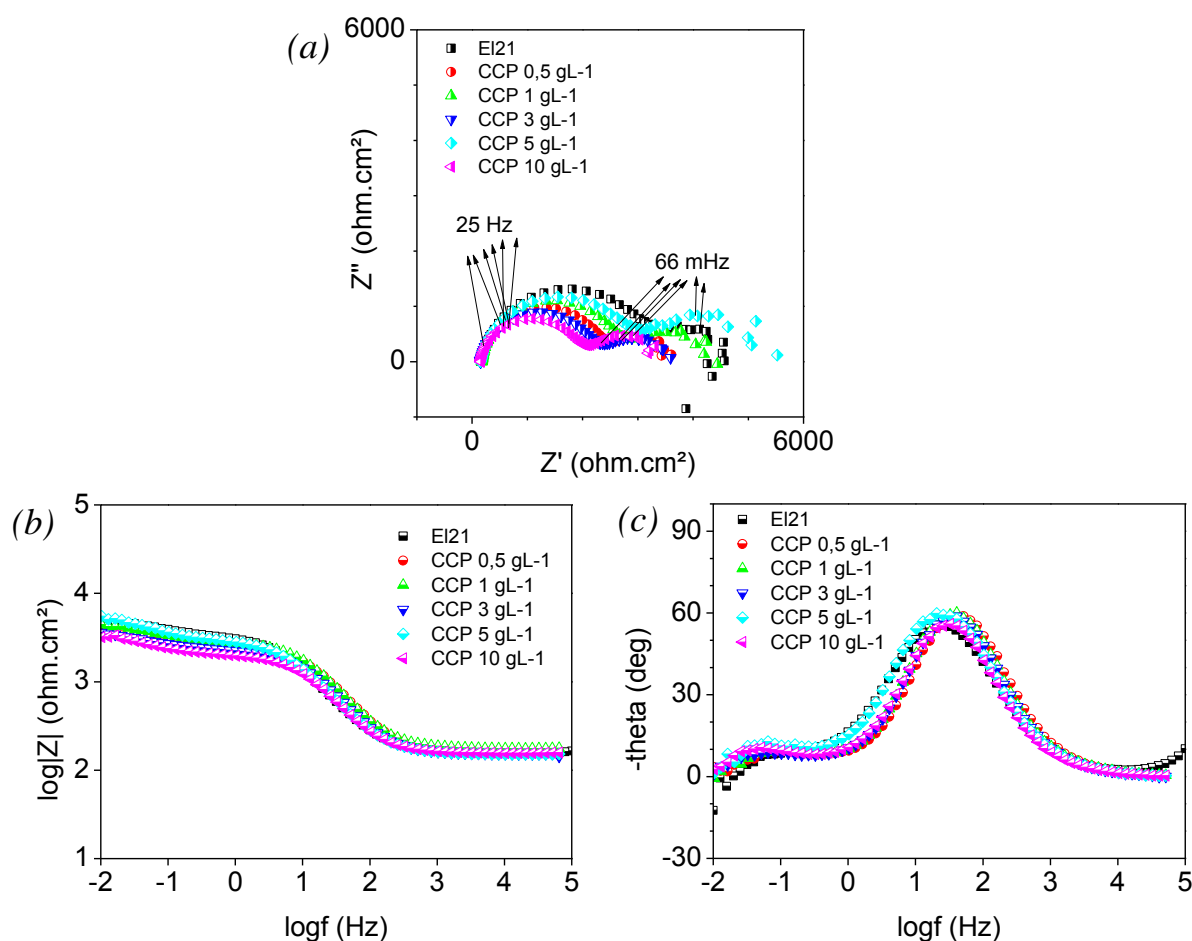 (a)
6000
El21
CCP 0,5 gL-1
CCP 1 gL-1
CCP 3 gL-1
CCP 5 gL-1
CCP 10 gL-1
25 Hz
66 mHz
Z'' (ohm.cm²)
0
0
6000
Z' (ohm.cm²)
(b)
5
4
3
2
1
log|Z| (ohm.cm²)
El21
CCP 0,5 gL-1
CCP 1 gL-1
CCP 3 gL-1
CCP 5 gL-1
CCP 10 gL-1
-2 -1 0 1 2 3 4 5
logf (Hz)
(c)
90
60
30
0
-30
-theta (deg)
El21
CCP 0,5 gL-1
CCP 1 gL-1
CCP 3 gL-1
CCP 5 gL-1
CCP 10 gL-1
-2 -1 0 1 2 3 4 5
logf (Hz)